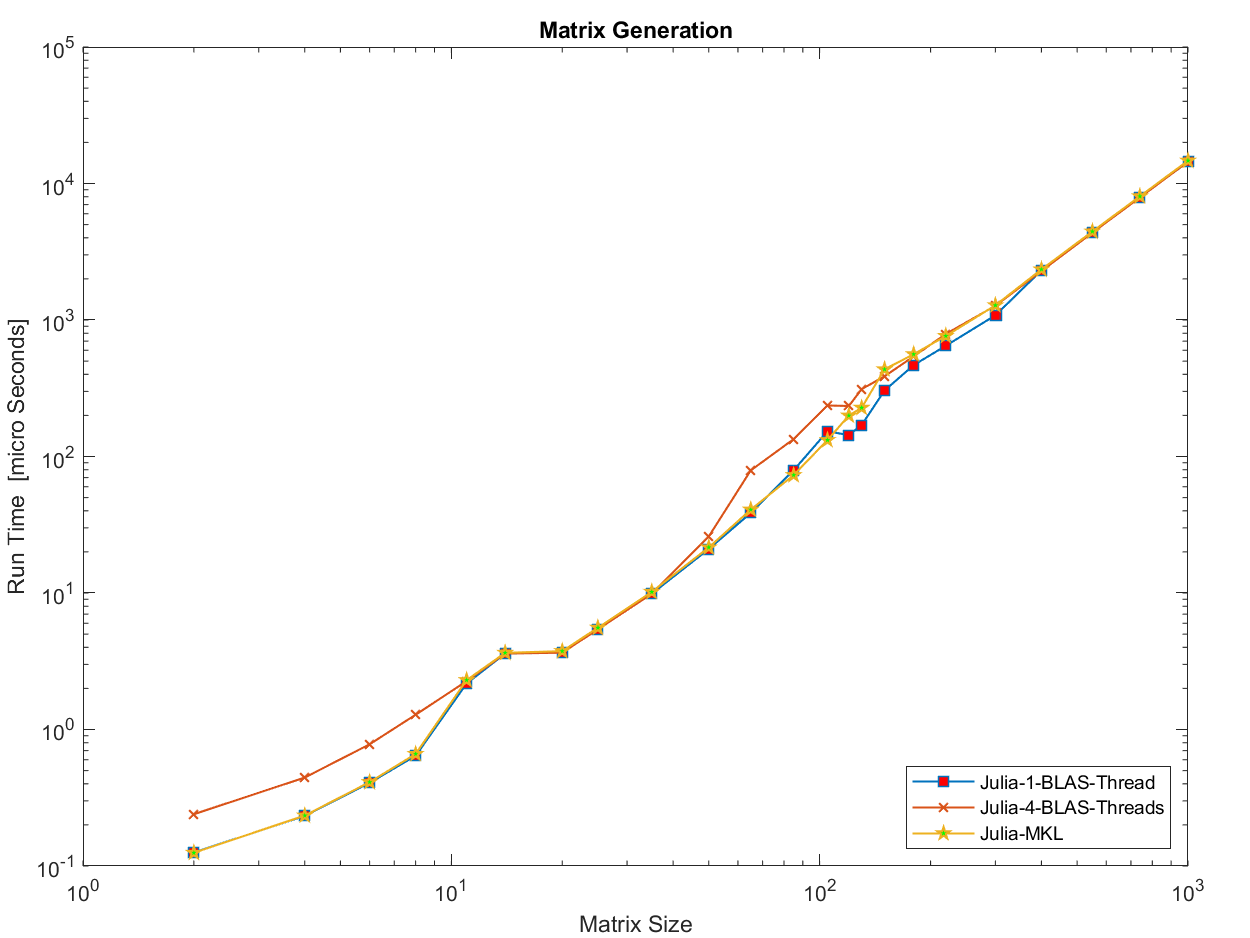 Matrix Generation
10^5
10^4
10^3
10^2
10^1
10^0
10^-1
Run Time [micro Seconds]
10^0 10^1 10^2 10^3
Matrix Size
Julia-1-BLAS-Thread
Julia-4-BLAS-Threads
Julia-MKL